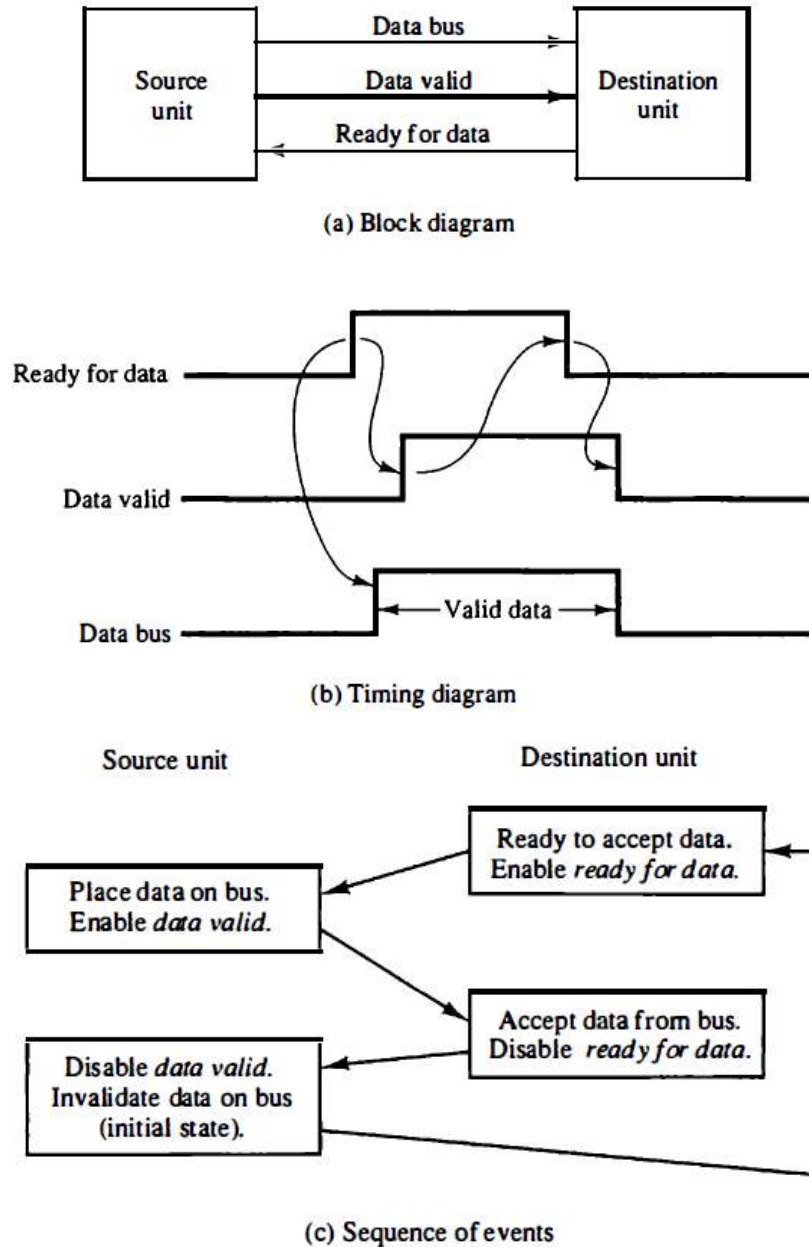 Data bus
Source
unit
Data valid
Destination
unit
Ready for data
(a) Block diagram
Ready for data
Data valid
Valid data
Data bus
(b) Timing diagram
Source unit
Destination unit
Ready to accept data.
Enable ready for data.
Place data on bus.
Enable data valid.
Accept data from bus.
Disable ready for data.
Disable data valid.
Invalidate data on bus
(initial state).
(c) Sequence of events